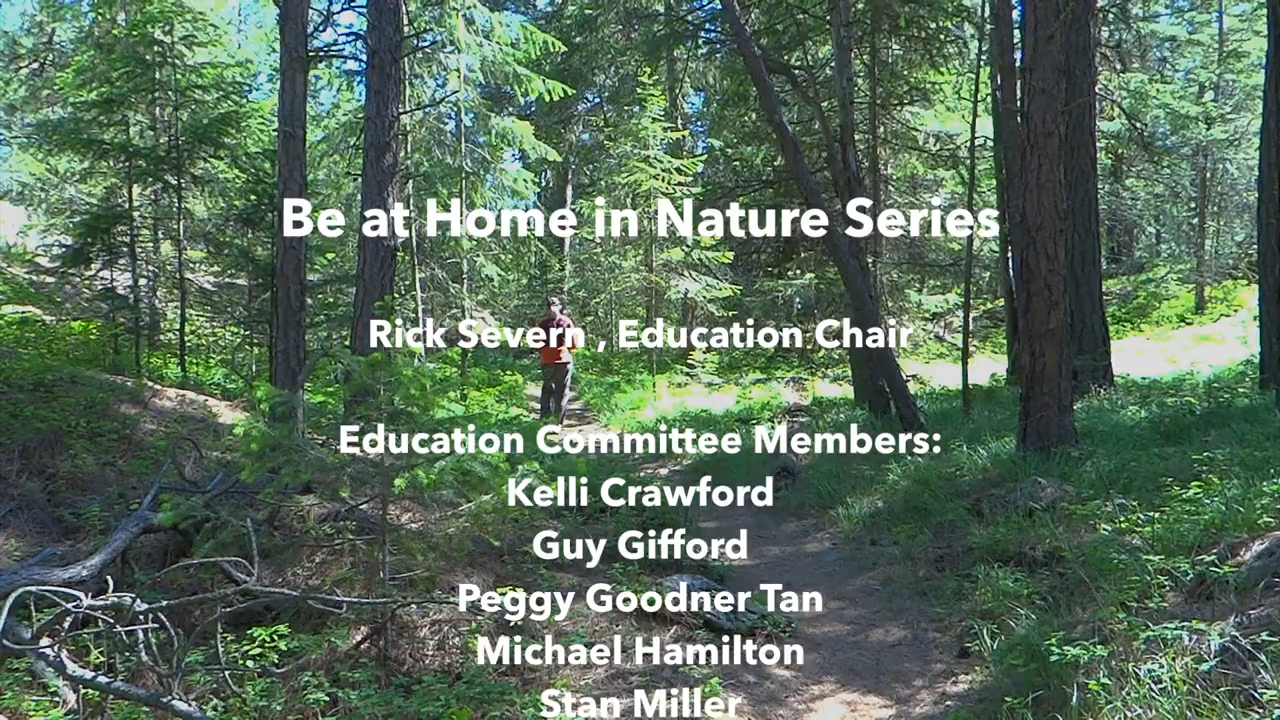 Be at Home in Nature Series
Rick Severn , Education Chair
Education Committee Members:
Kelli Crawford
Guy Gifford
Peggy Goodner Tan
Michael Hamilton
Stan Miller